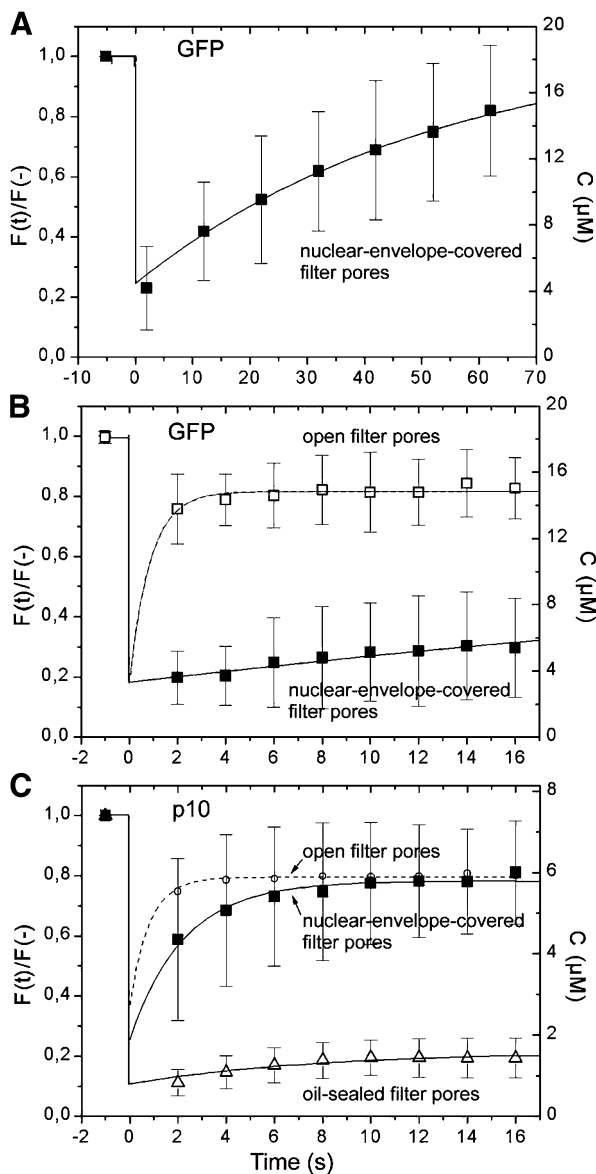 A
GFP
1,0
0,8
0,6
0,4
0,2
0,0
F(t)/F(-)
20
16
12
8
4
0
C (µM)
nuclear-envelope-covered
filter pores
-10 0 10 20 30 40 50 60 70
B
GFP
open filter pores
1,0
0,8
0,6
0,4
0,2
0,0
F(t)/F(-)
20
16
12
8
4
0
C (µM)
nuclear-envelope-covered
filter pores
0 2 4 6 8 10 12 14 16
C
p10
open filter pores
nuclear-envelope-covered
filter pores
1,0
0,8
0,6
0,4
0,2
0,0
F(t)/F(-)
8
6
4
2
0
C (µM)
oil-sealed filter pores
0 2 4 6 8 10 12 14 16
Time (s)